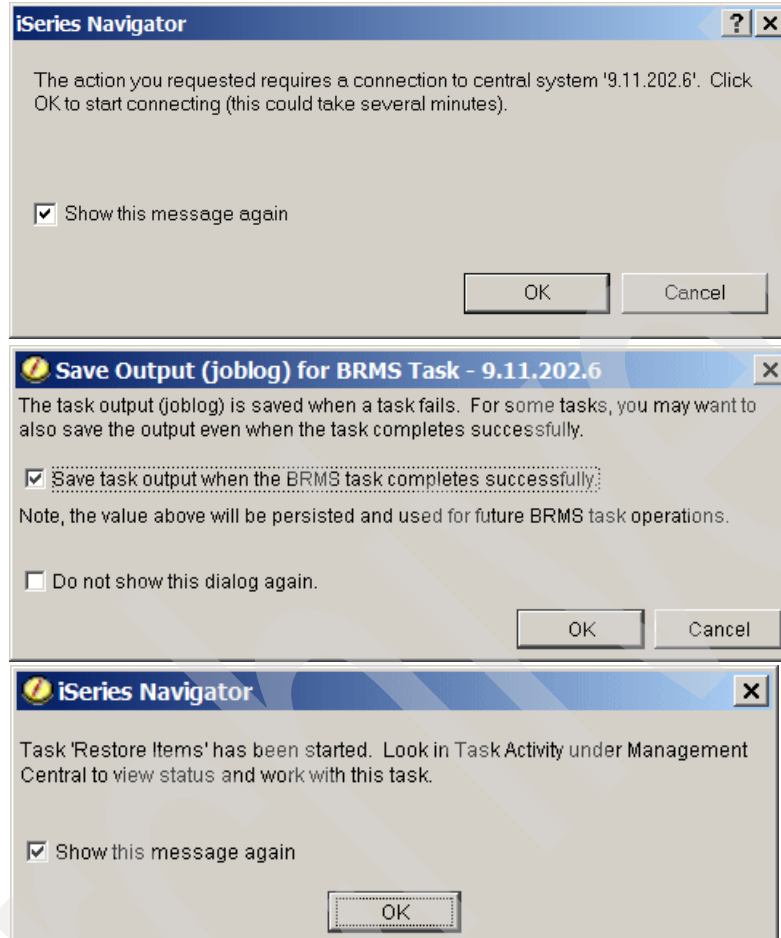 iSeries Navigator
The action you requested requires a connection to central system '9.11.202.6'. Click
OK to start connecting (this could take several minutes).
Show this message again
OK Cancel
Save Output (joblog) for BRMS Task - 9.11.202.6
The task output (joblog) is saved when a task fails. For some tasks, you may want to
also save the output even when the task completes successfully.
Save task output when the BRMS task completes successfully.
Note, the value above will be persisted and used for future BRMS task operations.
Do not show this dialog again.
OK Cancel
iSeries Navigator
Task 'Restore Items' has been started. Look in Task Activity under Management
Central to view status and work with this task.
Show this message again
OK